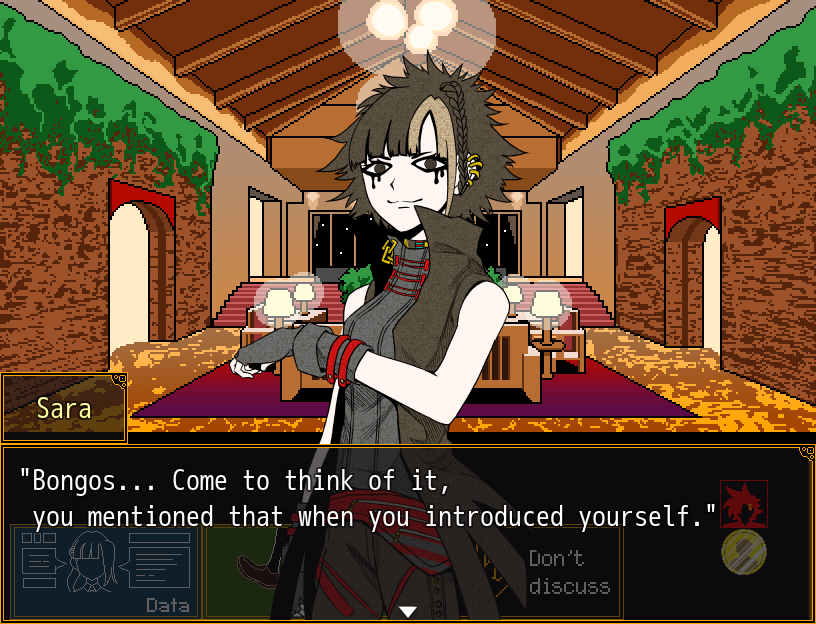 Sara
"Bongos... Come to think of it,
you mentioned that when you introduced yourself."
Don't
discuss
Data